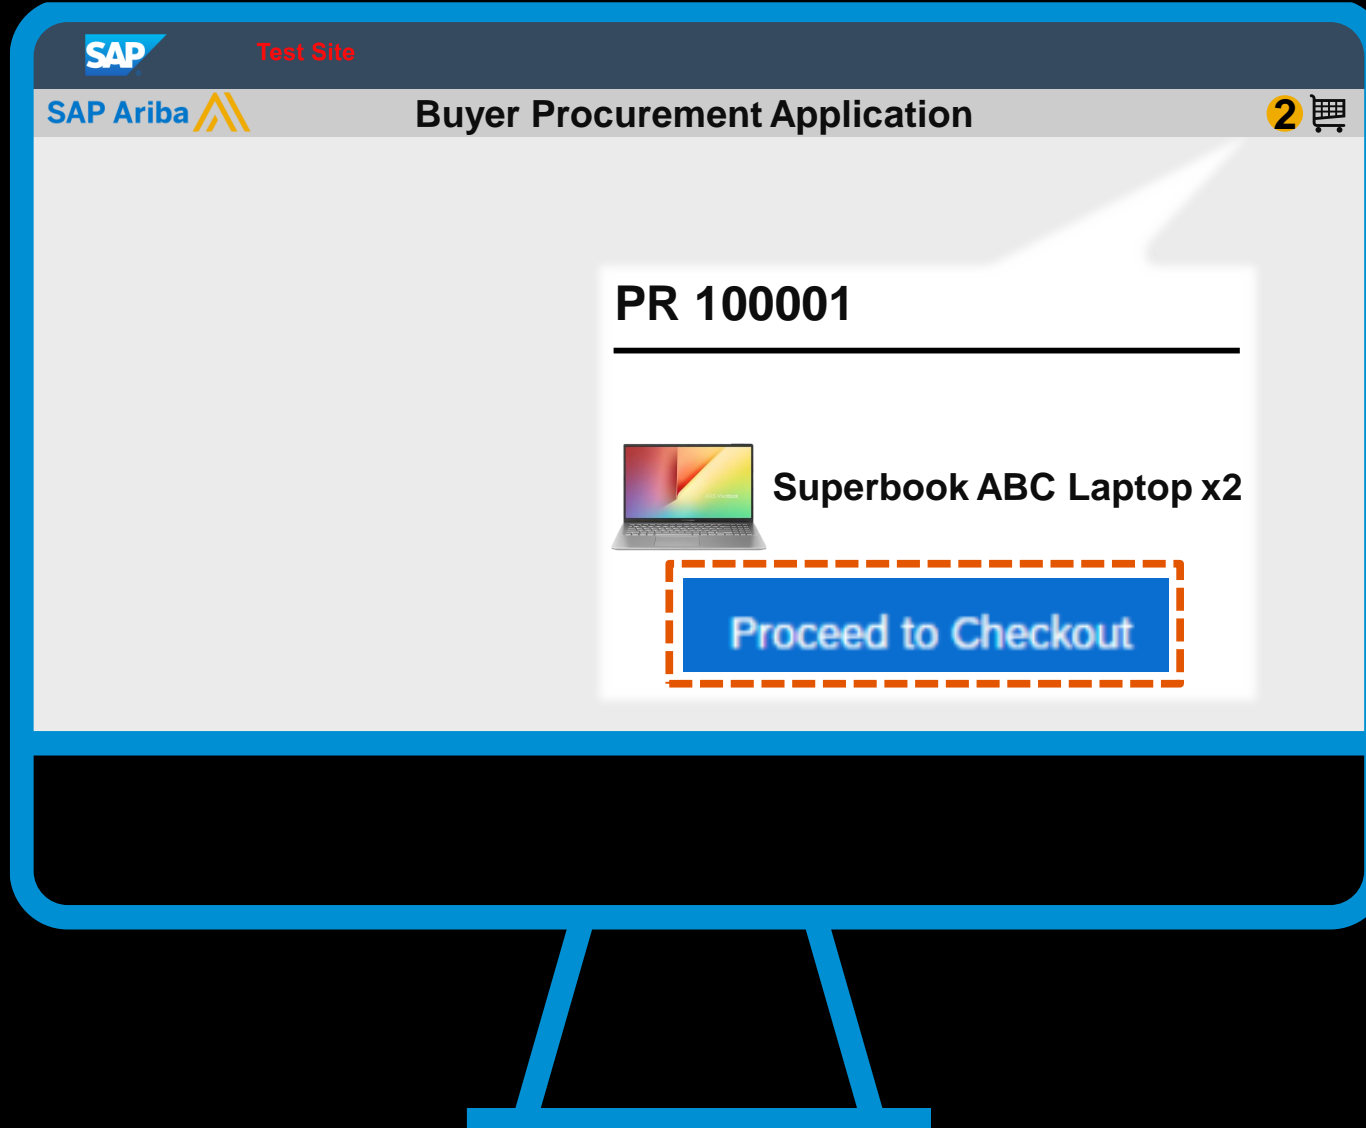 SAP
Test Site
SAP Ariba
Buyer Procurement Application
2
PR 100001
Superbook ABC Laptop x2
Proceed to Checkout